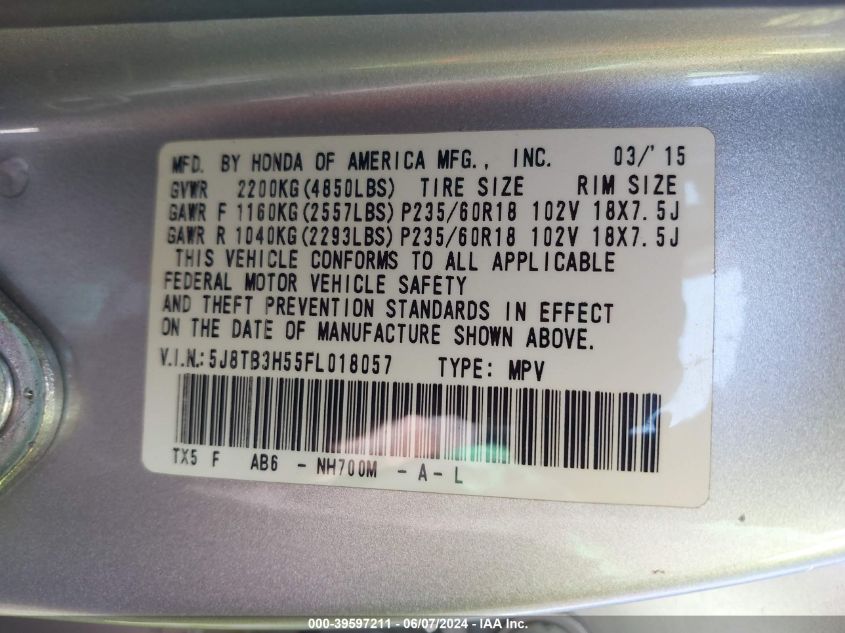 MFD. BY HONDA OF AMERICA MFG., INC. 03/'15
GVWR 2200KG(4850LBS) TIRE SIZE RIM SIZE
GAWR F 1160KG(2557LBS) P235/60R18 102V 18X7.5J
GAWR R 1040KG(2293LBS) P235/60R18 102V 18X7.5J
THIS VEHICLE CONFORMS TO ALL APPLICABLE
FEDERAL MOTOR VEHICLE SAFETY
AND THEFT PREVENTION STANDARDS IN EFFECT
ON THE DATE OF MANUFACTURE SHOWN ABOVE.
V.I.N.:5J8TB3H55FL018057 TYPE: MPV
TX5 F AB6 - NH700M - A - L
000-39597211 - 06/07/2024 - IAA Inc.